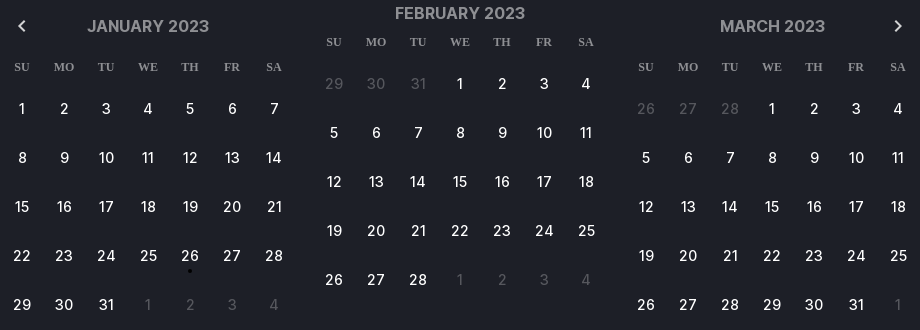 JANUARY 2023
SU MO TU WE TH FR SA
1 2 3 4 5 6 7
8 9 10 11 12 13 14
15 16 17 18 19 20 21
22 23 24 25 26 27 28
29 30 31 1 2 3 4
FEBRUARY 2023
SU MO TU WE TH FR SA
29 30 31 1 2 3 4
5 6 7 8 9 10 11
12 13 14 15 16 17 18
19 20 21 22 23 24 25
26 27 28 1 2 3 4
MARCH 2023
SU MO TU WE TH FR SA
26 27 28 1 2 3 4
5 6 7 8 9 10 11
12 13 14 15 16 17 18
19 20 21 22 23 24 25
26 27 28 29 30 31 1